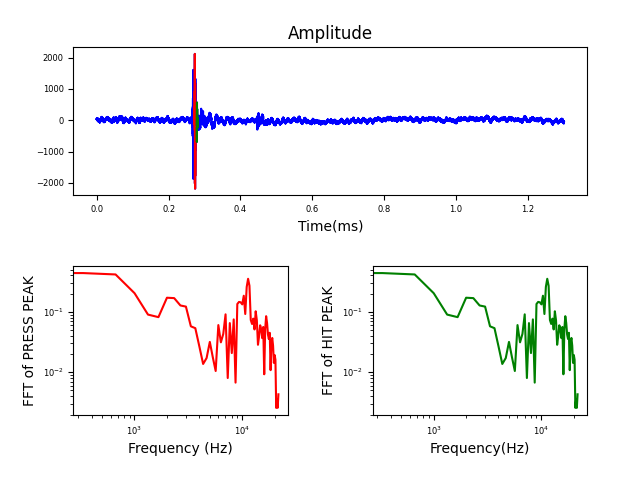 Amplitude
2000
1000
0
−1000
−2000
0.0 0.2 0.4 0.6 0.8 1.0 1.2
Time(ms)
FFT of PRESS PEAK
10⁻¹
10⁻²
10³ 10⁴
Frequency (Hz)
FFT of HIT PEAK
10⁻¹
10⁻²
10³ 10⁴
Frequency(Hz)